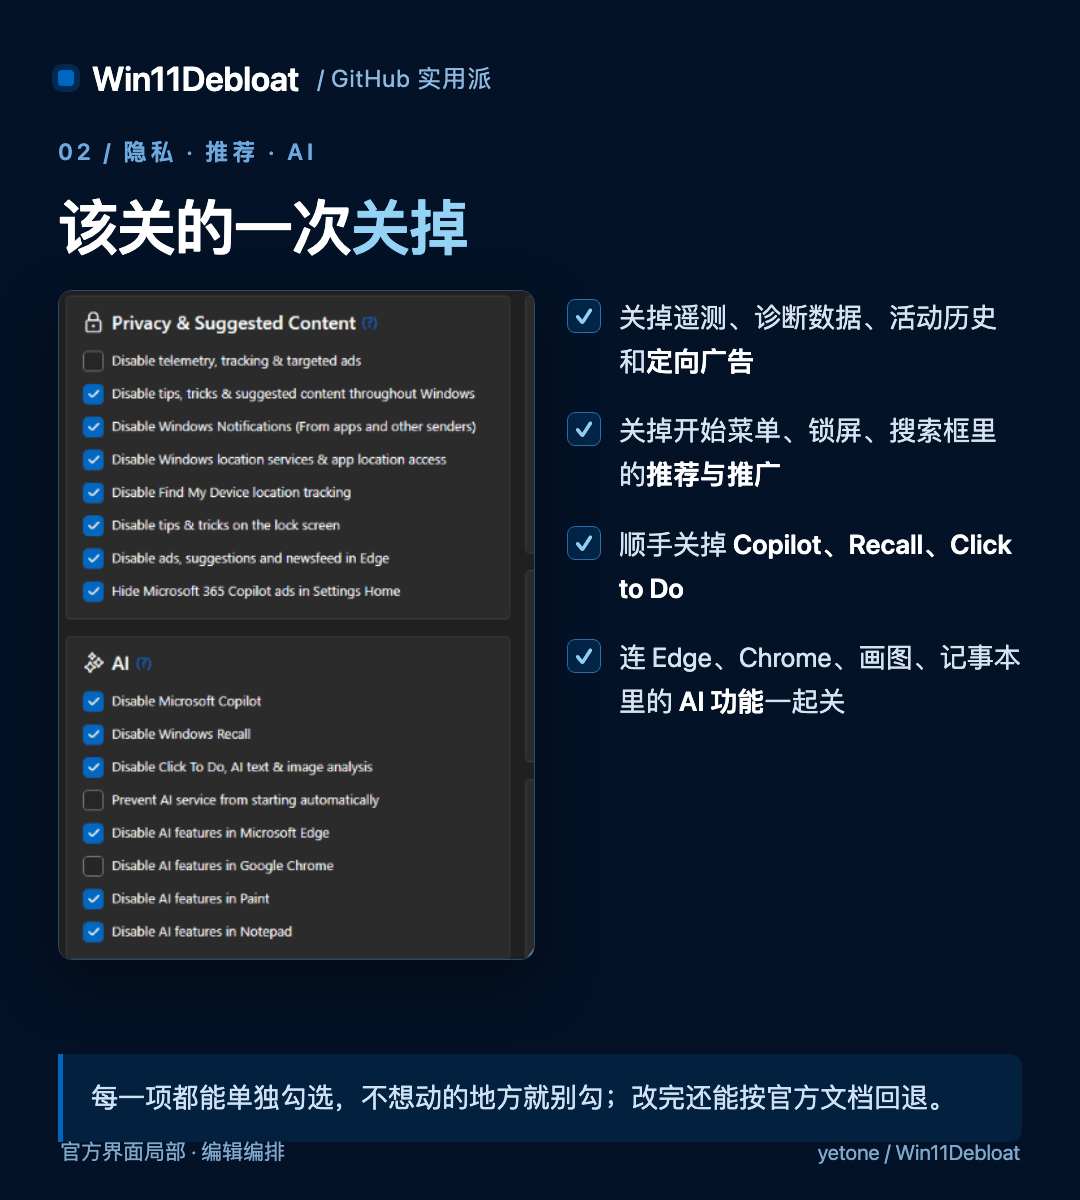 Win11Debloat / GitHub 实用派
02 / 隐私 · 推荐 · AI
该关的一次关掉
Privacy & Suggested Content (?)
Disable telemetry, tracking & targeted ads
Disable tips, tricks & suggested content throughout Windows
Disable Windows Notifications (From apps and other senders)
Disable Windows location services & app location access
Disable Find My Device location tracking
Disable tips & tricks on the lock screen
Disable ads, suggestions and newsfeed in Edge
Hide Microsoft 365 Copilot ads in Settings Home
AI (?)
Disable Microsoft Copilot
Disable Windows Recall
Disable Click To Do, AI text & image analysis
Prevent AI service from starting automatically
Disable AI features in Microsoft Edge
Disable AI features in Google Chrome
Disable AI features in Paint
Disable AI features in Notepad
关掉遥测、诊断数据、活动历史
和定向广告
关掉开始菜单、锁屏、搜索框里
的推荐与推广
顺手关掉 Copilot、Recall、Click
to Do
连 Edge、Chrome、画图、记事本
里的 AI 功能一起关
每一项都能单独勾选，不想动的地方就别勾；改完还能按官方文档回退。
官方界面局部 · 编辑编排
yetone / Win11Debloat